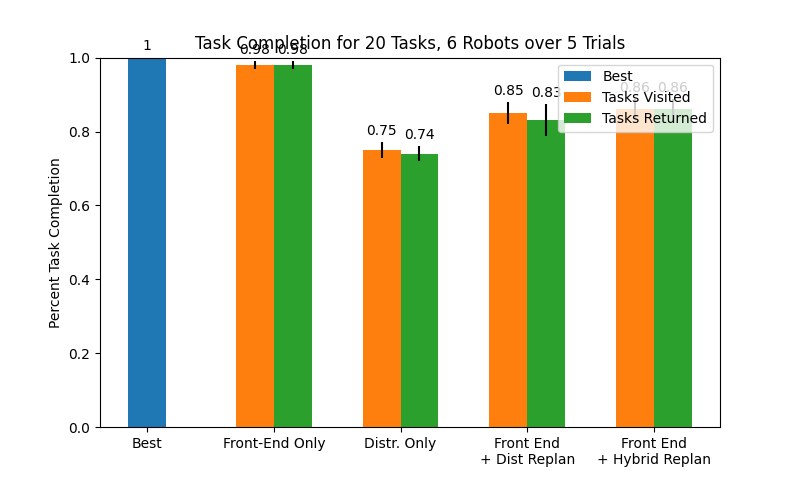 Task Completion for 20 Tasks, 6 Robots over 5 Trials
1
0.98
0.98
0.75
0.74
0.85
0.83
0.86
0.86
Best
Tasks Visited
Tasks Returned
Percent Task Completion
1.0
0.8
0.6
0.4
0.2
0.0
Best
Front-End Only
Distr. Only
Front End
+ Dist Replan
Front End
+ Hybrid Replan